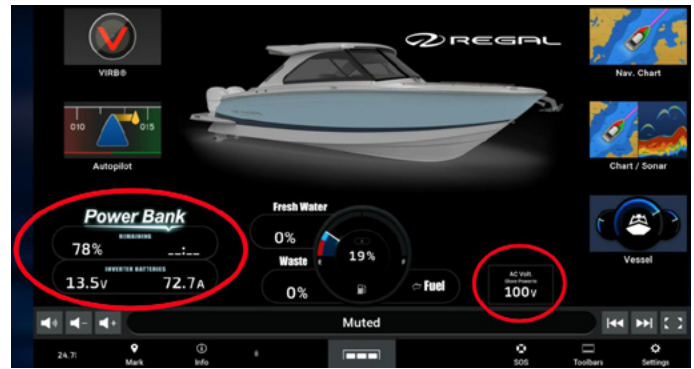 REGAL
VIRB®
Nav. Chart
010 015
Autopilot
Chart / Sonar
Power Bank
REMAINING
78% __:__
INVERTER BATTERIES
13.5V 72.7A
Fresh Water
0%
Waste
0%
19%
E F
Fuel
AC Volt.
Shore Power In
100V
Vessel
Muted
24.7
Mark
Info
SOS
Toolbars
Settings